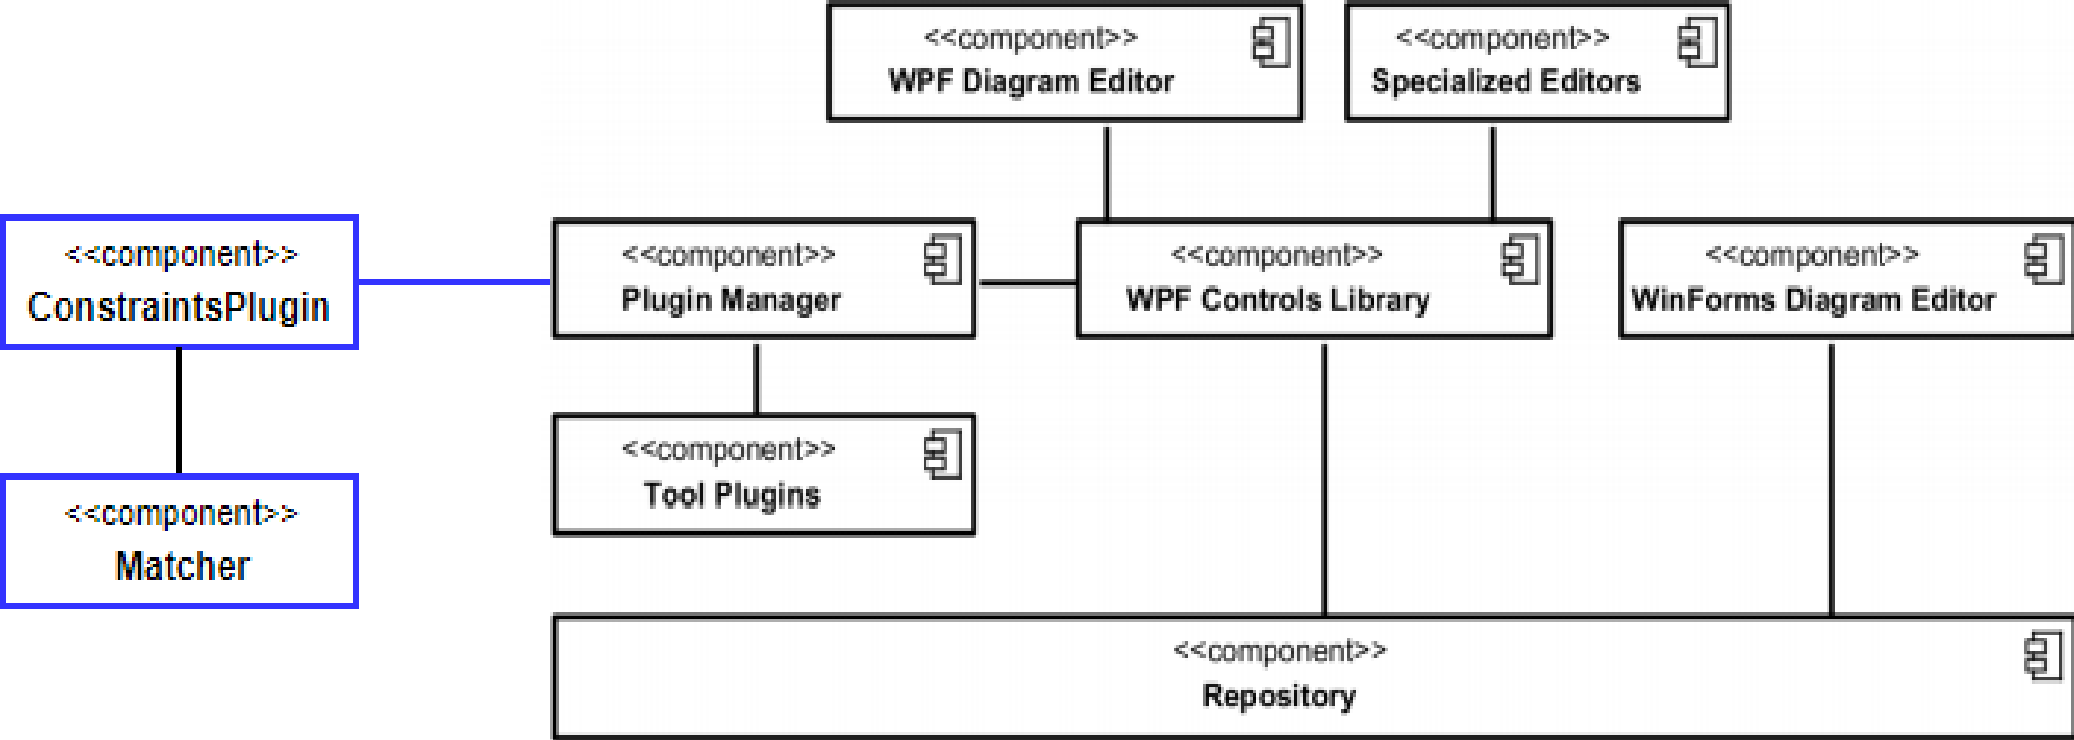 <<component>>
WPF Diagram Editor
<<component>>
Specialized Editors
<<component>>
ConstraintsPlugin
<<component>>
Plugin Manager
<<component>>
WPF Controls Library
<<component>>
WinForms Diagram Editor
<<component>>
Tool Plugins
<<component>>
Matcher
<<component>>
Repository